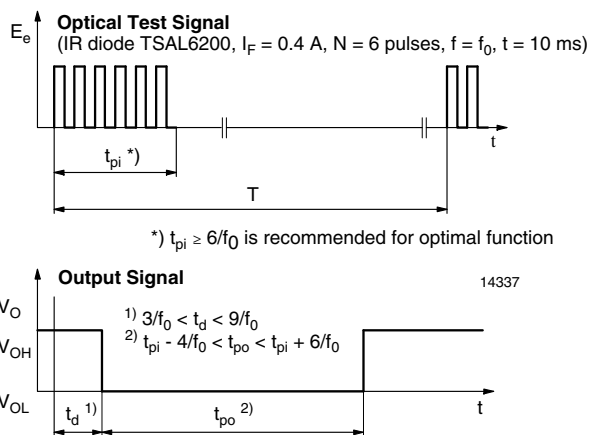 Optical Test Signal
Eₑ
(IR diode TSAL6200, I_F = 0.4 A, N = 6 pulses, f = f₀, t = 10 ms)
t
t_pi *)
T
*) t_pi ≥ 6/f₀ is recommended for optimal function
Output Signal
14337
V_O
1) 3/f₀ < t_d < 9/f₀
V_OH
2) t_pi - 4/f₀ < t_po < t_pi + 6/f₀
V_OL
t_d 1)
t_po 2)
t